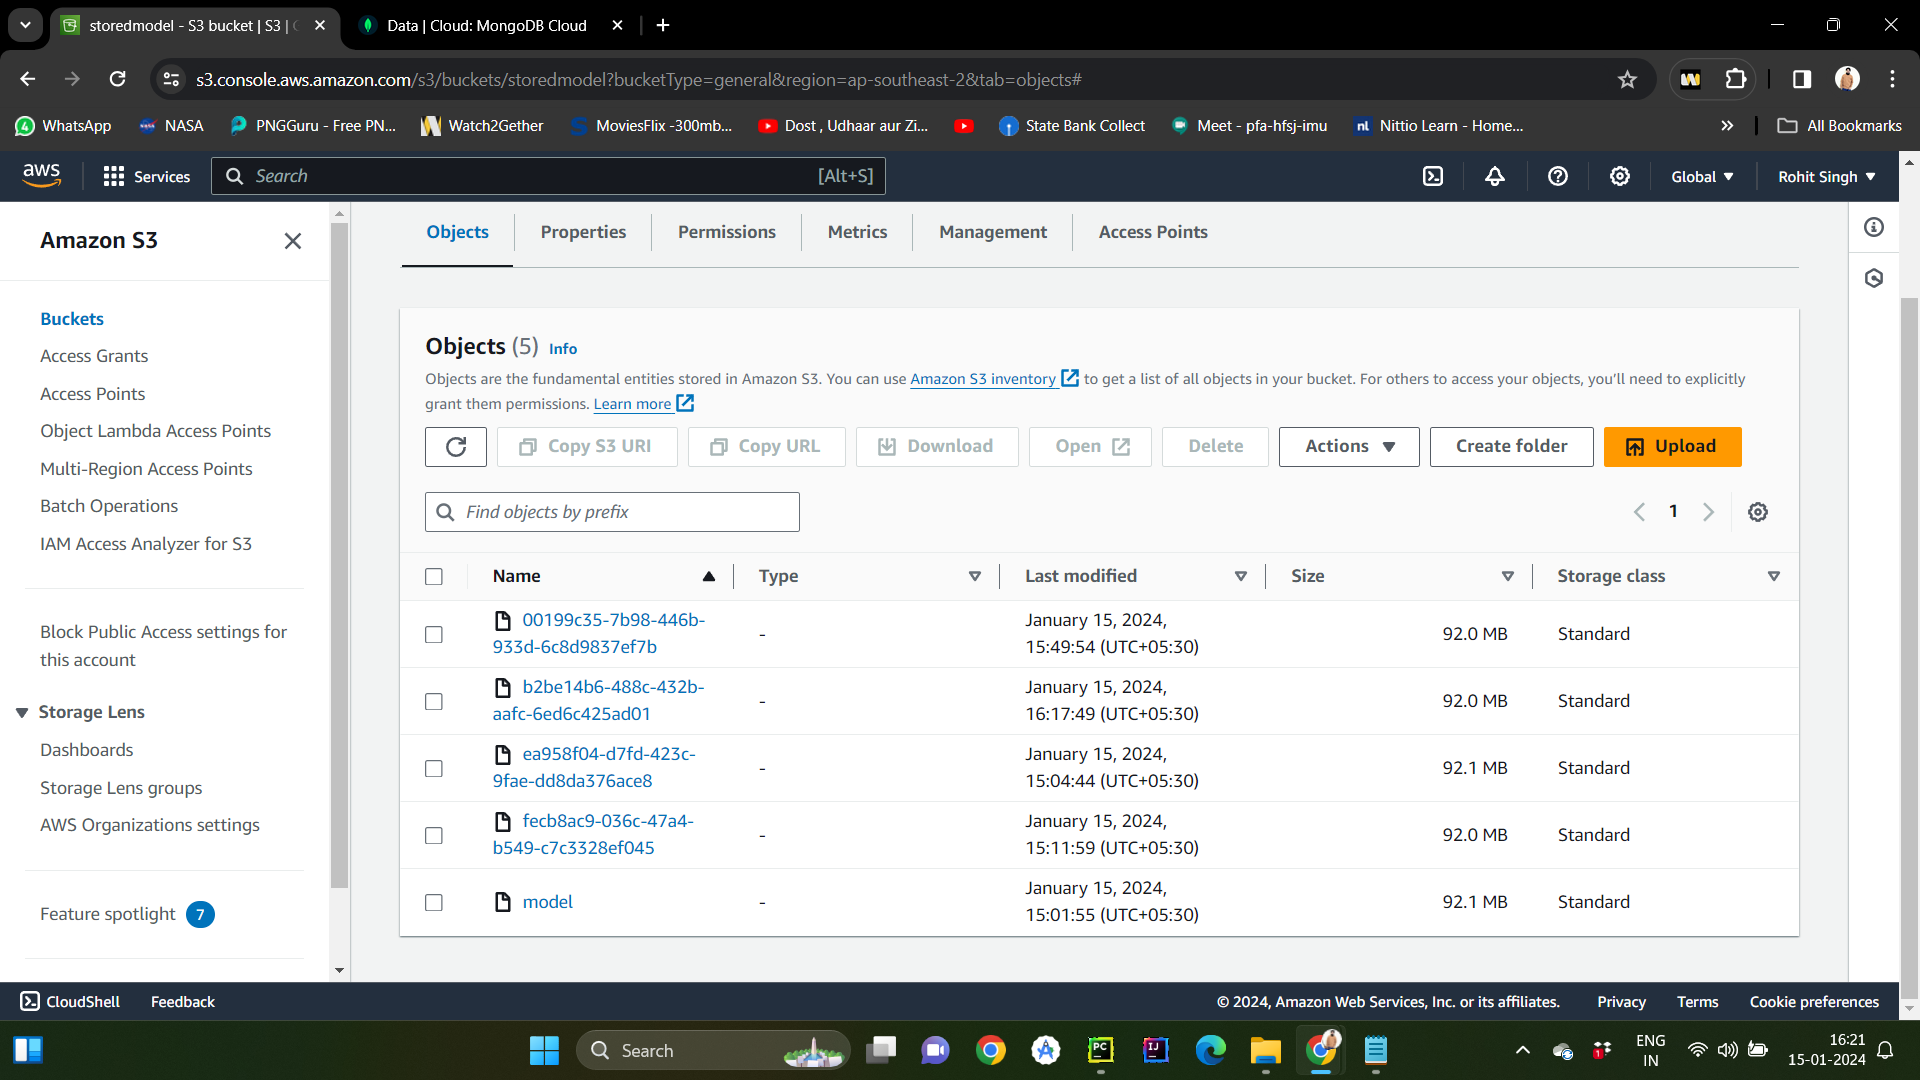 storedmodel - S3 bucket | S3 |
Data | Cloud: MongoDB Cloud
s3.console.aws.amazon.com/s3/buckets/storedmodel?bucketType=general&region=ap-southeast-2&tab=objects#
WhatsApp
NASA
PNGGuru - Free PN...
Watch2Gether
MoviesFlix -300mb...
Dost , Udhaar aur Zi...
State Bank Collect
Meet - pfa-hfsj-imu
nl
Nittio Learn - Home...
All Bookmarks
aws
Services
Search
[Alt+S]
Global
Rohit Singh
Amazon S3
Buckets
Access Grants
Access Points
Object Lambda Access Points
Multi-Region Access Points
Batch Operations
IAM Access Analyzer for S3
Block Public Access settings for
this account
Storage Lens
Dashboards
Storage Lens groups
AWS Organizations settings
Feature spotlight 7
Objects
Properties
Permissions
Metrics
Management
Access Points
Objects (5) Info
Objects are the fundamental entities stored in Amazon S3. You can use Amazon S3 inventory to get a list of all objects in your bucket. For others to access your objects, you'll need to explicitly
grant them permissions. Learn more
Copy S3 URI
Copy URL
Download
Open
Delete
Actions
Create folder
Upload
Find objects by prefix
1
Name
Type
Last modified
Size
Storage class
00199c35-7b98-446b-
933d-6c8d9837ef7b
-
January 15, 2024,
15:49:54 (UTC+05:30)
92.0 MB
Standard
b2be14b6-488c-432b-
aafc-6ed6c425ad01
-
January 15, 2024,
16:17:49 (UTC+05:30)
92.0 MB
Standard
ea958f04-d7fd-423c-
9fae-dd8da376ace8
-
January 15, 2024,
15:04:44 (UTC+05:30)
92.1 MB
Standard
fecb8ac9-036c-47a4-
b549-c7c3328ef045
-
January 15, 2024,
15:11:59 (UTC+05:30)
92.0 MB
Standard
model
-
January 15, 2024,
15:01:55 (UTC+05:30)
92.1 MB
Standard
CloudShell
Feedback
© 2024, Amazon Web Services, Inc. or its affiliates.
Privacy
Terms
Cookie preferences
Search
PC
IJ
ENG
IN
16:21
15-01-2024